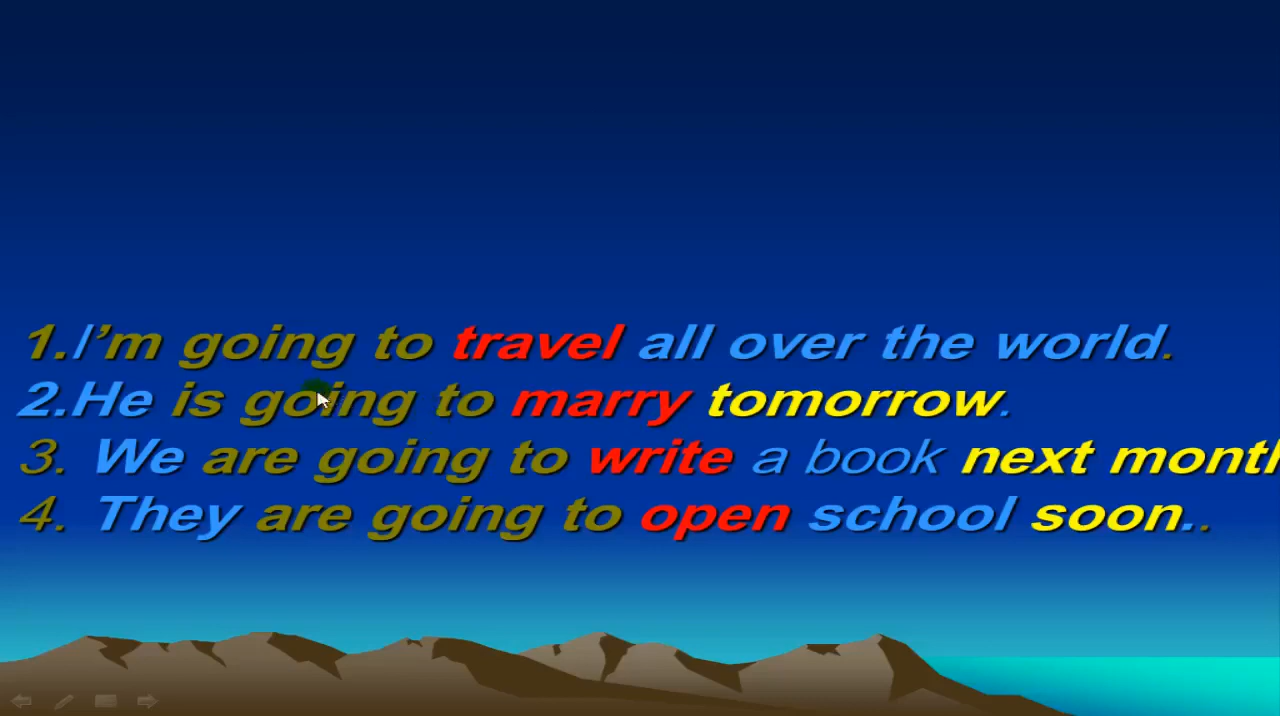 1.I'm going to travel all over the world.
2.He is going to marry tomorrow.
3. We are going to write a book next
4. They are going to open school soon..